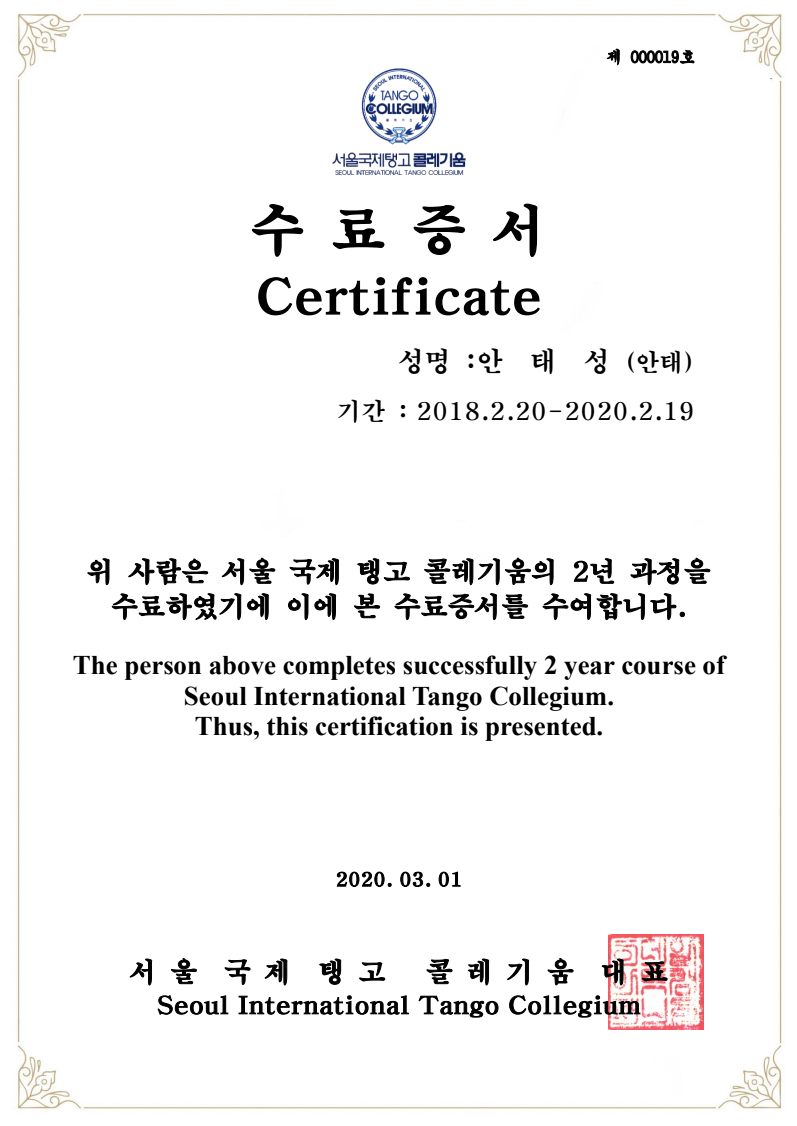 제 000019호
SEOUL INTERNATIONAL
TANGO
COLLEGIUM
콜레기움
서울국제탱고 콜레기움
SEOUL INTERNATIONAL TANGO COLLEGIUM
수 료 증 서
Certificate
성명 :안 태 성 (안태)
기간 : 2018.2.20-2020.2.19
위 사람은 서울 국제 탱고 콜레기움의 2년 과정을
수료하였기에 이에 본 수료증서를 수여합니다.
The person above completes successfully 2 year course of
Seoul International Tango Collegium.
Thus, this certification is presented.
2020. 03. 01
서 울 국 제 탱 고 콜 레 기 움 대 표
Seoul International Tango Collegium